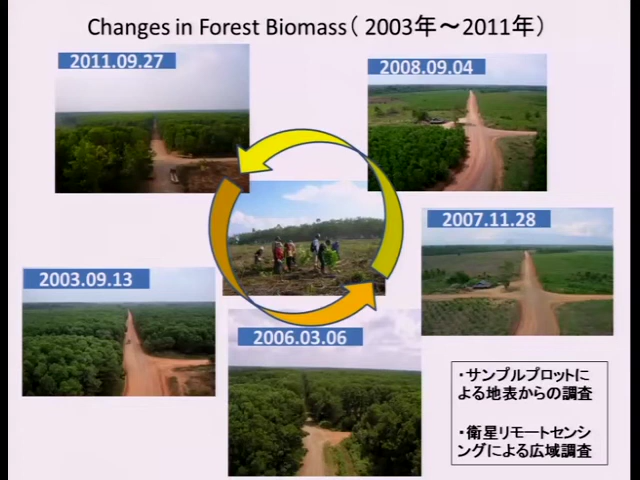 Changes in Forest Biomass（ 2003年～2011年）
2011.09.27
2008.09.04
2007.11.28
2003.09.13
2006.03.06
・サンプルプロットに
よる地表からの調査
・衛星リモートセンシ
ングによる広域調査